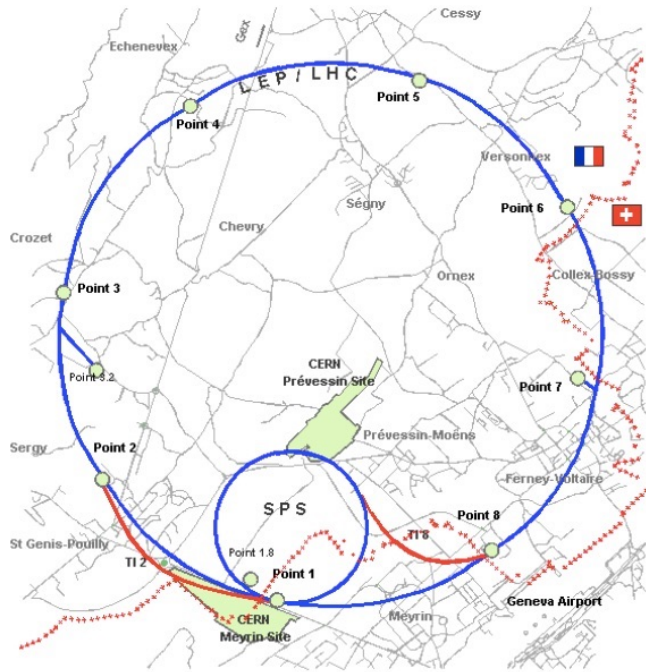 Cessy
Echenevex
Gex
LEP/LHC
Point 5
Point 4
Versonnex
Point 6
Ségny
Chevry
Crozet
Collex-Bossy
Ornex
Point 3
CERN
Prévessin Site
Point 3.2
Point 7
Point 2
Prévessin-Moëns
Sergy
Ferney-Voltaire
SPS
Point 8
TI 8
St Genis-Pouilly
Point 1.8
TI 2
Point 1
Geneva Airport
Meyrin
CERN
Meyrin Site